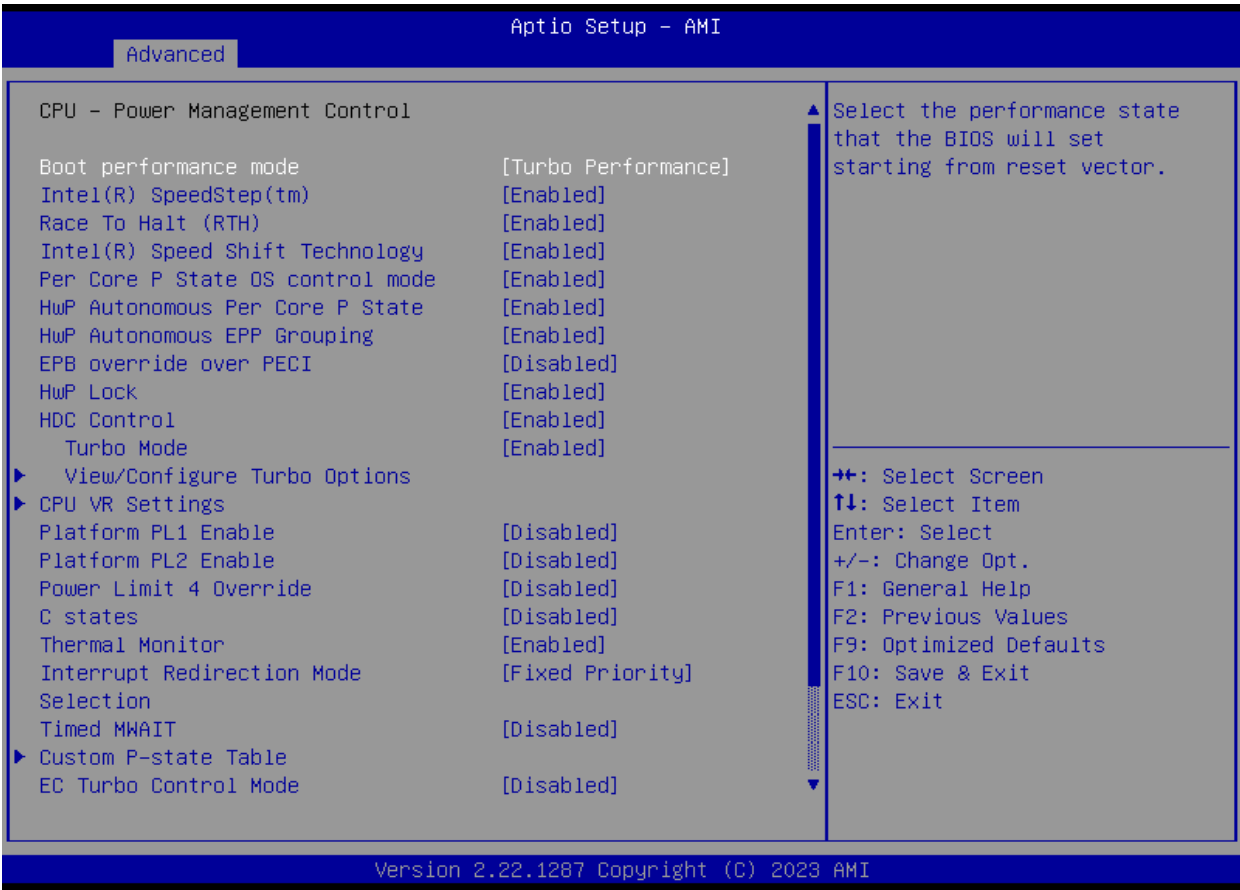 Aptio Setup – AMI
Advanced
CPU – Power Management Control
Boot performance mode [Turbo Performance]
Intel(R) SpeedStep(tm) [Enabled]
Race To Halt (RTH) [Enabled]
Intel(R) Speed Shift Technology [Enabled]
Per Core P State OS control mode [Enabled]
HwP Autonomous Per Core P State [Enabled]
HwP Autonomous EPP Grouping [Enabled]
EPB override over PECI [Disabled]
HwP Lock [Enabled]
HDC Control [Enabled]
Turbo Mode [Enabled]
View/Configure Turbo Options
CPU VR Settings
Platform PL1 Enable [Disabled]
Platform PL2 Enable [Disabled]
Power Limit 4 Override [Disabled]
C states [Disabled]
Thermal Monitor [Enabled]
Interrupt Redirection Mode [Fixed Priority]
Selection
Timed MWAIT [Disabled]
Custom P-state Table
EC Turbo Control Mode [Disabled]
Select the performance state
that the BIOS will set
starting from reset vector.
→←: Select Screen
↑↓: Select Item
Enter: Select
+/-: Change Opt.
F1: General Help
F2: Previous Values
F9: Optimized Defaults
F10: Save & Exit
ESC: Exit
Version 2.22.1287 Copyright (C) 2023 AMI